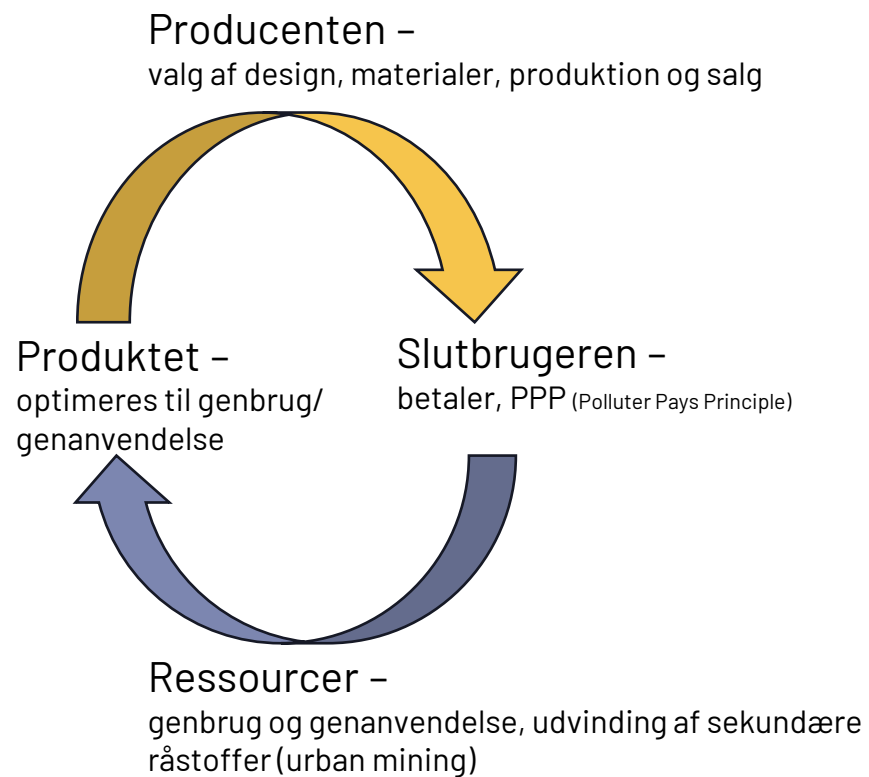 Producenten –
valg af design, materialer, produktion og salg
Produktet –
optimeres til genbrug/
genanvendelse
Slutbrugeren –
betaler, PPP (Polluter Pays Principle)
Ressourcer –
genbrug og genanvendelse, udvinding af sekundære
råstoffer (urban mining)